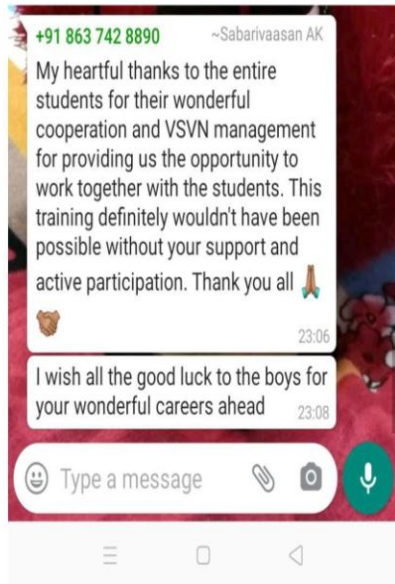 +91 863 742 8890 ~Sabarivaasan AK
My heartful thanks to the entire
students for their wonderful
cooperation and VSVN management
for providing us the opportunity to
work together with the students. This
training definitely wouldn't have been
possible without your support and
active participation. Thank you all 🙏🏽
🤝🏽
23:06
I wish all the good luck to the boys for
your wonderful careers ahead 23:08
Type a message